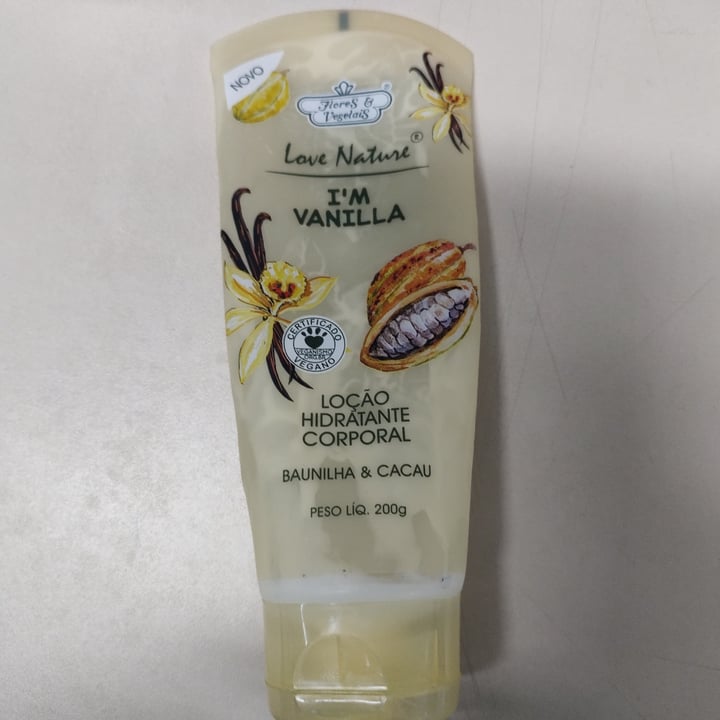 NOVO
Flores &
Vegetais®
Love Nature®
I'M
VANILLA
CERTIFICADO
VEGANO
LOÇÃO
HIDRATANTE
CORPORAL
BAUNILHA & CACAU
PESO LÍQ. 200g